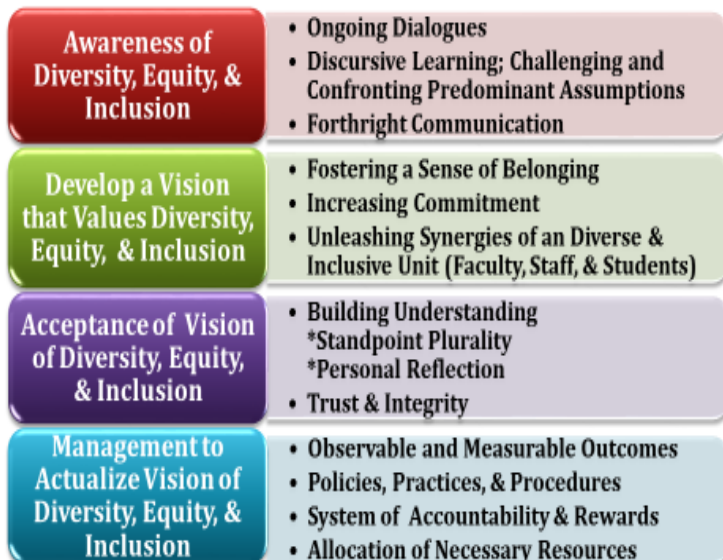 Awareness of
Diversity, Equity, &
Inclusion
• Ongoing Dialogues
• Discursive Learning; Challenging and
Confronting Predominant Assumptions
• Forthright Communication
Develop a Vision
that Values Diversity,
Equity, & Inclusion
• Fostering a Sense of Belonging
• Increasing Commitment
• Unleashing Synergies of an Diverse &
Inclusive Unit (Faculty, Staff, & Students)
Acceptance of Vision
of Diversity, Equity,
& Inclusion
• Building Understanding
*Standpoint Plurality
*Personal Reflection
• Trust & Integrity
Management to
Actualize Vision of
Diversity, Equity, &
Inclusion
• Observable and Measurable Outcomes
• Policies, Practices, & Procedures
• System of Accountability & Rewards
• Allocation of Necessary Resources